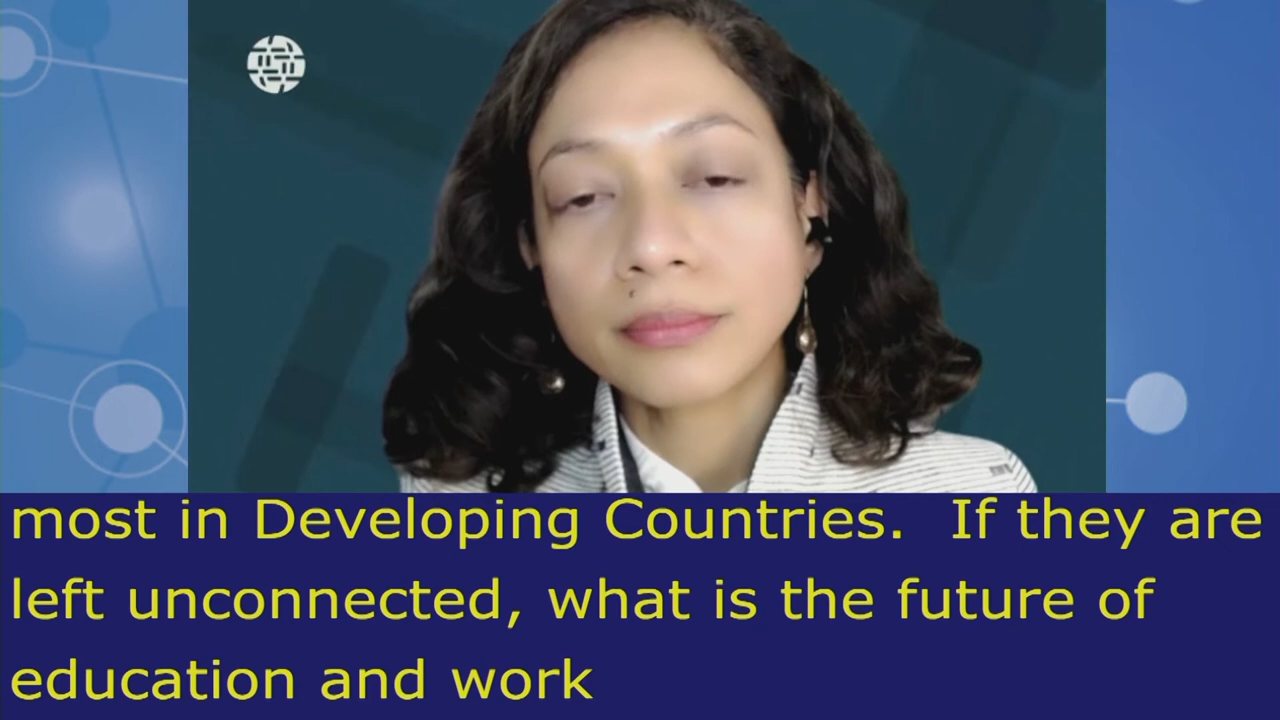 most in Developing Countries.  If they are
left unconnected, what is the future of
education and work